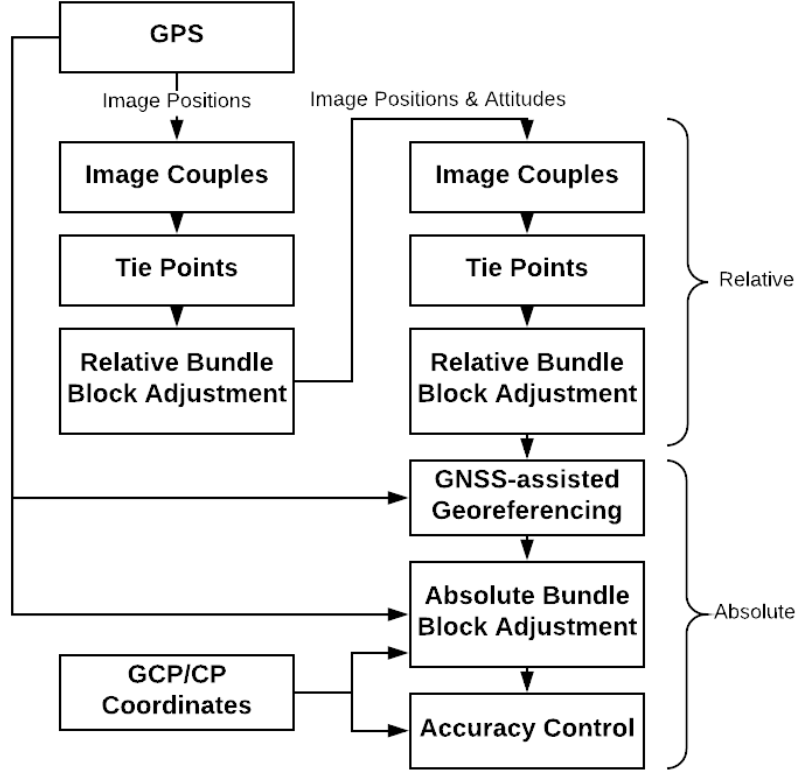 GPS
Image Positions
Image Positions & Attitudes
Image Couples
Tie Points
Relative Bundle
Block Adjustment
Image Couples
Tie Points
Relative Bundle
Block Adjustment
Relative
GNSS-assisted
Georeferencing
Absolute Bundle
Block Adjustment
Absolute
GCP/CP
Coordinates
Accuracy Control